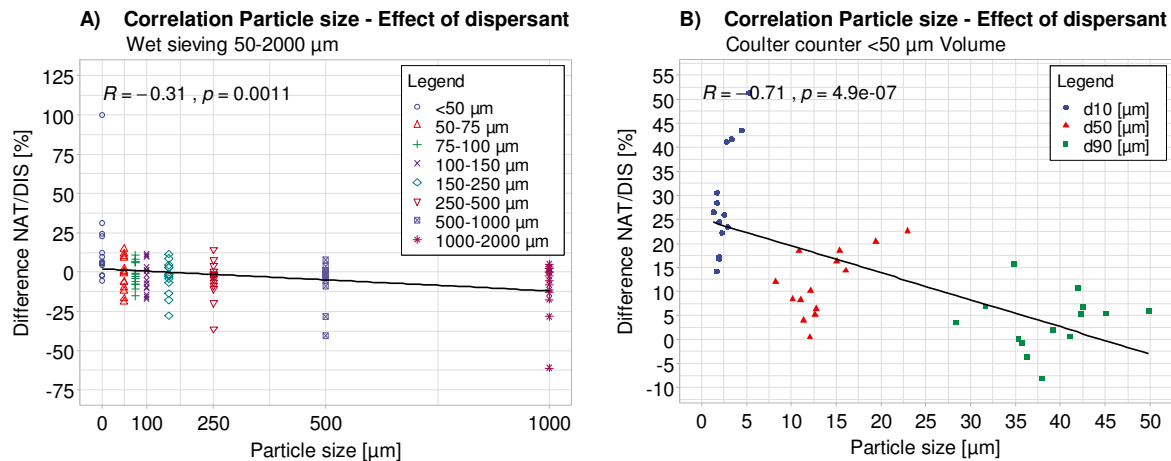 A) Correlation Particle size - Effect of dispersant
Wet sieving 50-2000 µm
R = −0.31 , p = 0.0011
Legend
<50 µm
50-75 µm
75-100 µm
100-150 µm
150-250 µm
250-500 µm
500-1000 µm
1000-2000 µm
Difference NAT/DIS [%]
125
100
75
50
25
0
-25
-50
-75
0 100 250 500 1000
Particle size [µm]
B) Correlation Particle size - Effect of dispersant
Coulter counter <50 µm Volume
R = −0.71 , p = 4.9e-07
Legend
d10 [µm]
d50 [µm]
d90 [µm]
Difference NAT/DIS [%]
55
50
45
40
35
30
25
20
15
10
5
0
-5
-10
0 5 10 15 20 25 30 35 40 45 50
Particle size [µm]